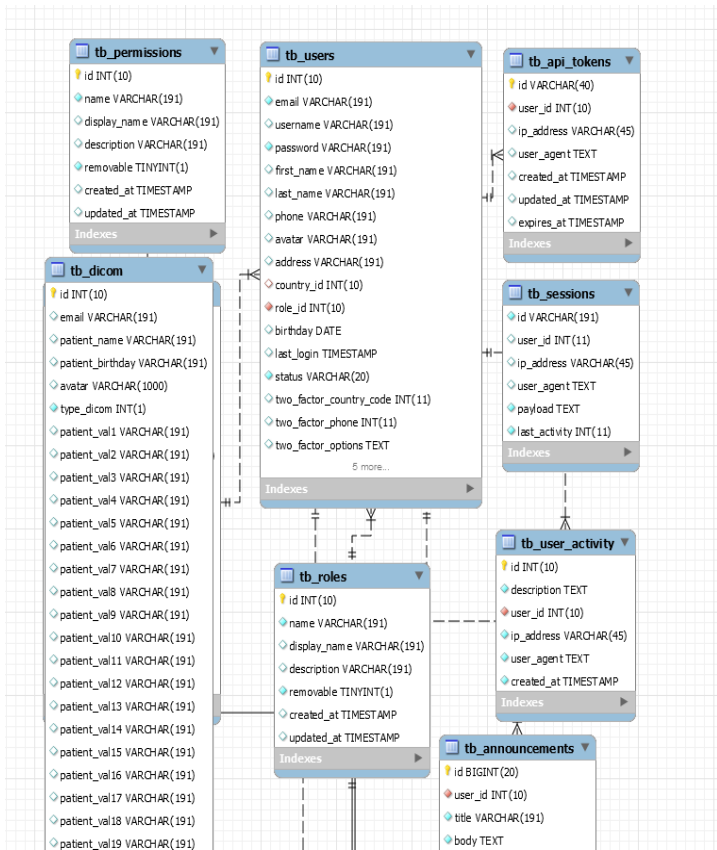 tb_permissions
id INT(10)
name VARCHAR(191)
display_name VARCHAR(191)
description VARCHAR(191)
removable TINYINT(1)
created_at TIMESTAMP
updated_at TIMESTAMP
Indexes
tb_dicom
id INT(10)
email VARCHAR(191)
patient_name VARCHAR(191)
patient_birthday VARCHAR(191)
avatar VARCHAR(1000)
type_dicom INT(1)
patient_val1 VARCHAR(191)
patient_val2 VARCHAR(191)
patient_val3 VARCHAR(191)
patient_val4 VARCHAR(191)
patient_val5 VARCHAR(191)
patient_val6 VARCHAR(191)
patient_val7 VARCHAR(191)
patient_val8 VARCHAR(191)
patient_val9 VARCHAR(191)
patient_val10 VARCHAR(191)
patient_val11 VARCHAR(191)
patient_val12 VARCHAR(191)
patient_val13 VARCHAR(191)
patient_val14 VARCHAR(191)
patient_val15 VARCHAR(191)
patient_val16 VARCHAR(191)
patient_val17 VARCHAR(191)
patient_val18 VARCHAR(191)
patient_val19 VARCHAR(191)
tb_users
id INT(10)
email VARCHAR(191)
username VARCHAR(191)
password VARCHAR(191)
first_name VARCHAR(191)
last_name VARCHAR(191)
phone VARCHAR(191)
avatar VARCHAR(191)
address VARCHAR(191)
country_id INT(10)
role_id INT(10)
birthday DATE
last_login TIMESTAMP
status VARCHAR(20)
two_factor_country_code INT(11)
two_factor_phone INT(11)
two_factor_options TEXT
5 more...
Indexes
tb_roles
id INT(10)
name VARCHAR(191)
display_name VARCHAR(191)
description VARCHAR(191)
removable TINYINT(1)
created_at TIMESTAMP
updated_at TIMESTAMP
Indexes
tb_api_tokens
id VARCHAR(40)
user_id INT(10)
ip_address VARCHAR(45)
user_agent TEXT
created_at TIMESTAMP
updated_at TIMESTAMP
expires_at TIMESTAMP
Indexes
tb_sessions
id VARCHAR(191)
user_id INT(11)
ip_address VARCHAR(45)
user_agent TEXT
payload TEXT
last_activity INT(11)
Indexes
tb_user_activity
id INT(10)
description TEXT
user_id INT(10)
ip_address VARCHAR(45)
user_agent TEXT
created_at TIMESTAMP
Indexes
tb_announcements
id BIGINT(20)
user_id INT(10)
title VARCHAR(191)
body TEXT